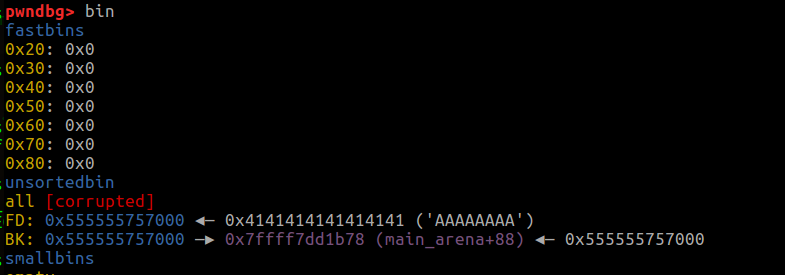 pwndbg> bin
fastbins
0x20: 0x0
0x30: 0x0
0x40: 0x0
0x50: 0x0
0x60: 0x0
0x70: 0x0
0x80: 0x0
unsortedbin
all [corrupted]
FD: 0x555555757000 ◂— 0x4141414141414141 ('AAAAAAAA')
BK: 0x555555757000 —▸ 0x7ffff7dd1b78 (main_arena+88) ◂— 0x555555757000
smallbins